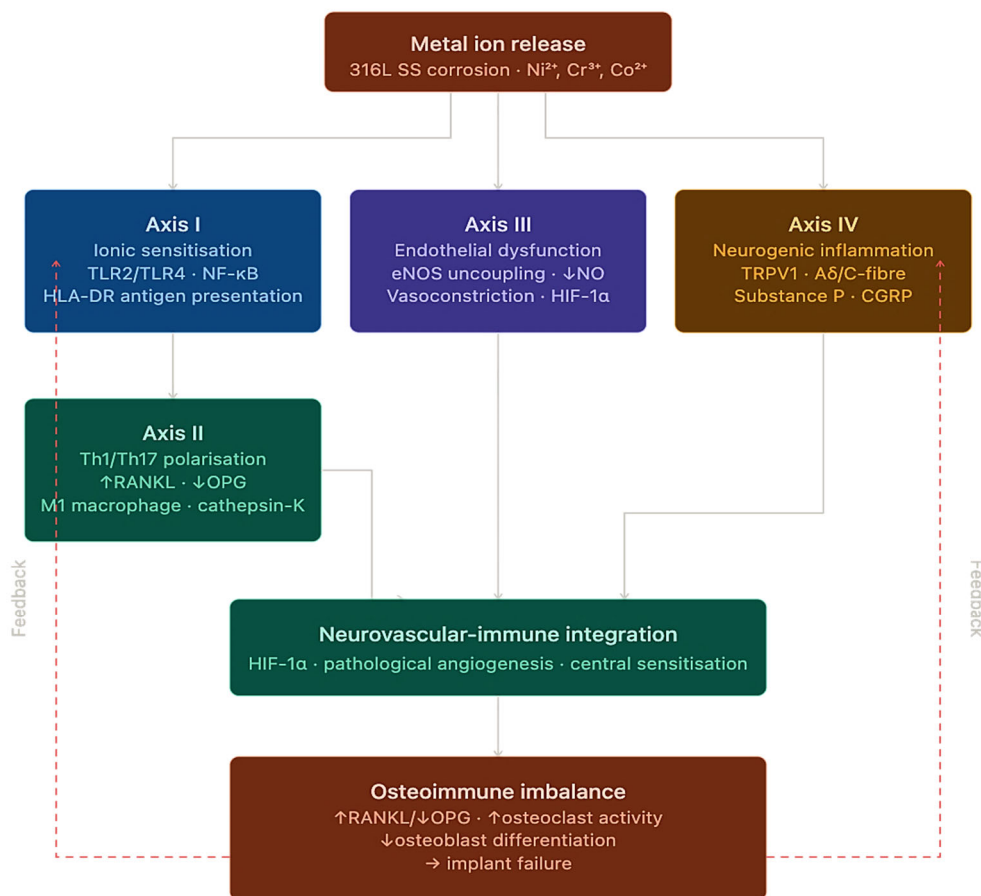 Metal ion release
316L SS corrosion · Ni²⁺, Cr³⁺, Co²⁺
Axis I
Ionic sensitisation
TLR2/TLR4 · NF-κB
HLA-DR antigen presentation
Axis III
Endothelial dysfunction
eNOS uncoupling · ↓NO
Vasoconstriction · HIF-1α
Axis IV
Neurogenic inflammation
TRPV1 · Aδ/C-fibre
Substance P · CGRP
Axis II
Th1/Th17 polarisation
↑RANKL · ↓OPG
M1 macrophage · cathepsin-K
Feedback
Feedback
Neurovascular-immune integration
HIF-1α · pathological angiogenesis · central sensitisation
Osteoimmune imbalance
↑RANKL/↓OPG · ↑osteoclast activity
↓osteoblast differentiation
→ implant failure